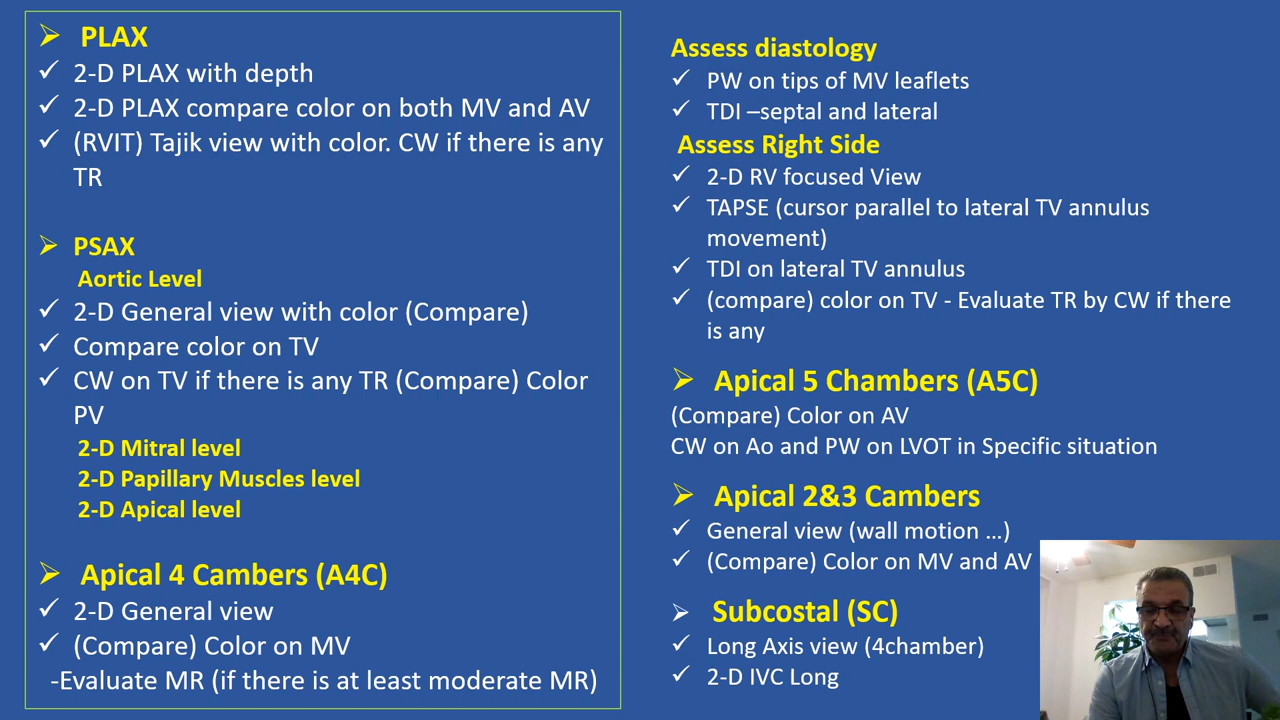 PLAX
2-D PLAX with depth
2-D PLAX compare color on both MV and AV
(RVIT) Tajik view with color. CW if there is any
TR
PSAX
Aortic Level
2-D General view with color (Compare)
Compare color on TV
CW on TV if there is any TR (Compare) Color
PV
2-D Mitral level
2-D Papillary Muscles level
2-D Apical level
Apical 4 Cambers (A4C)
2-D General view
(Compare) Color on MV
-Evaluate MR (if there is at least moderate MR)
Assess diastology
PW on tips of MV leaflets
TDI –septal and lateral
Assess Right Side
2-D RV focused View
TAPSE (cursor parallel to lateral TV annulus
movement)
TDI on lateral TV annulus
(compare) color on TV - Evaluate TR by CW if there
is any
Apical 5 Chambers (A5C)
(Compare) Color on AV
CW on Ao and PW on LVOT in Specific situation
Apical 2&3 Cambers
General view (wall motion …)
(Compare) Color on MV and AV
Subcostal (SC)
Long Axis view (4chamber)
2-D IVC Long